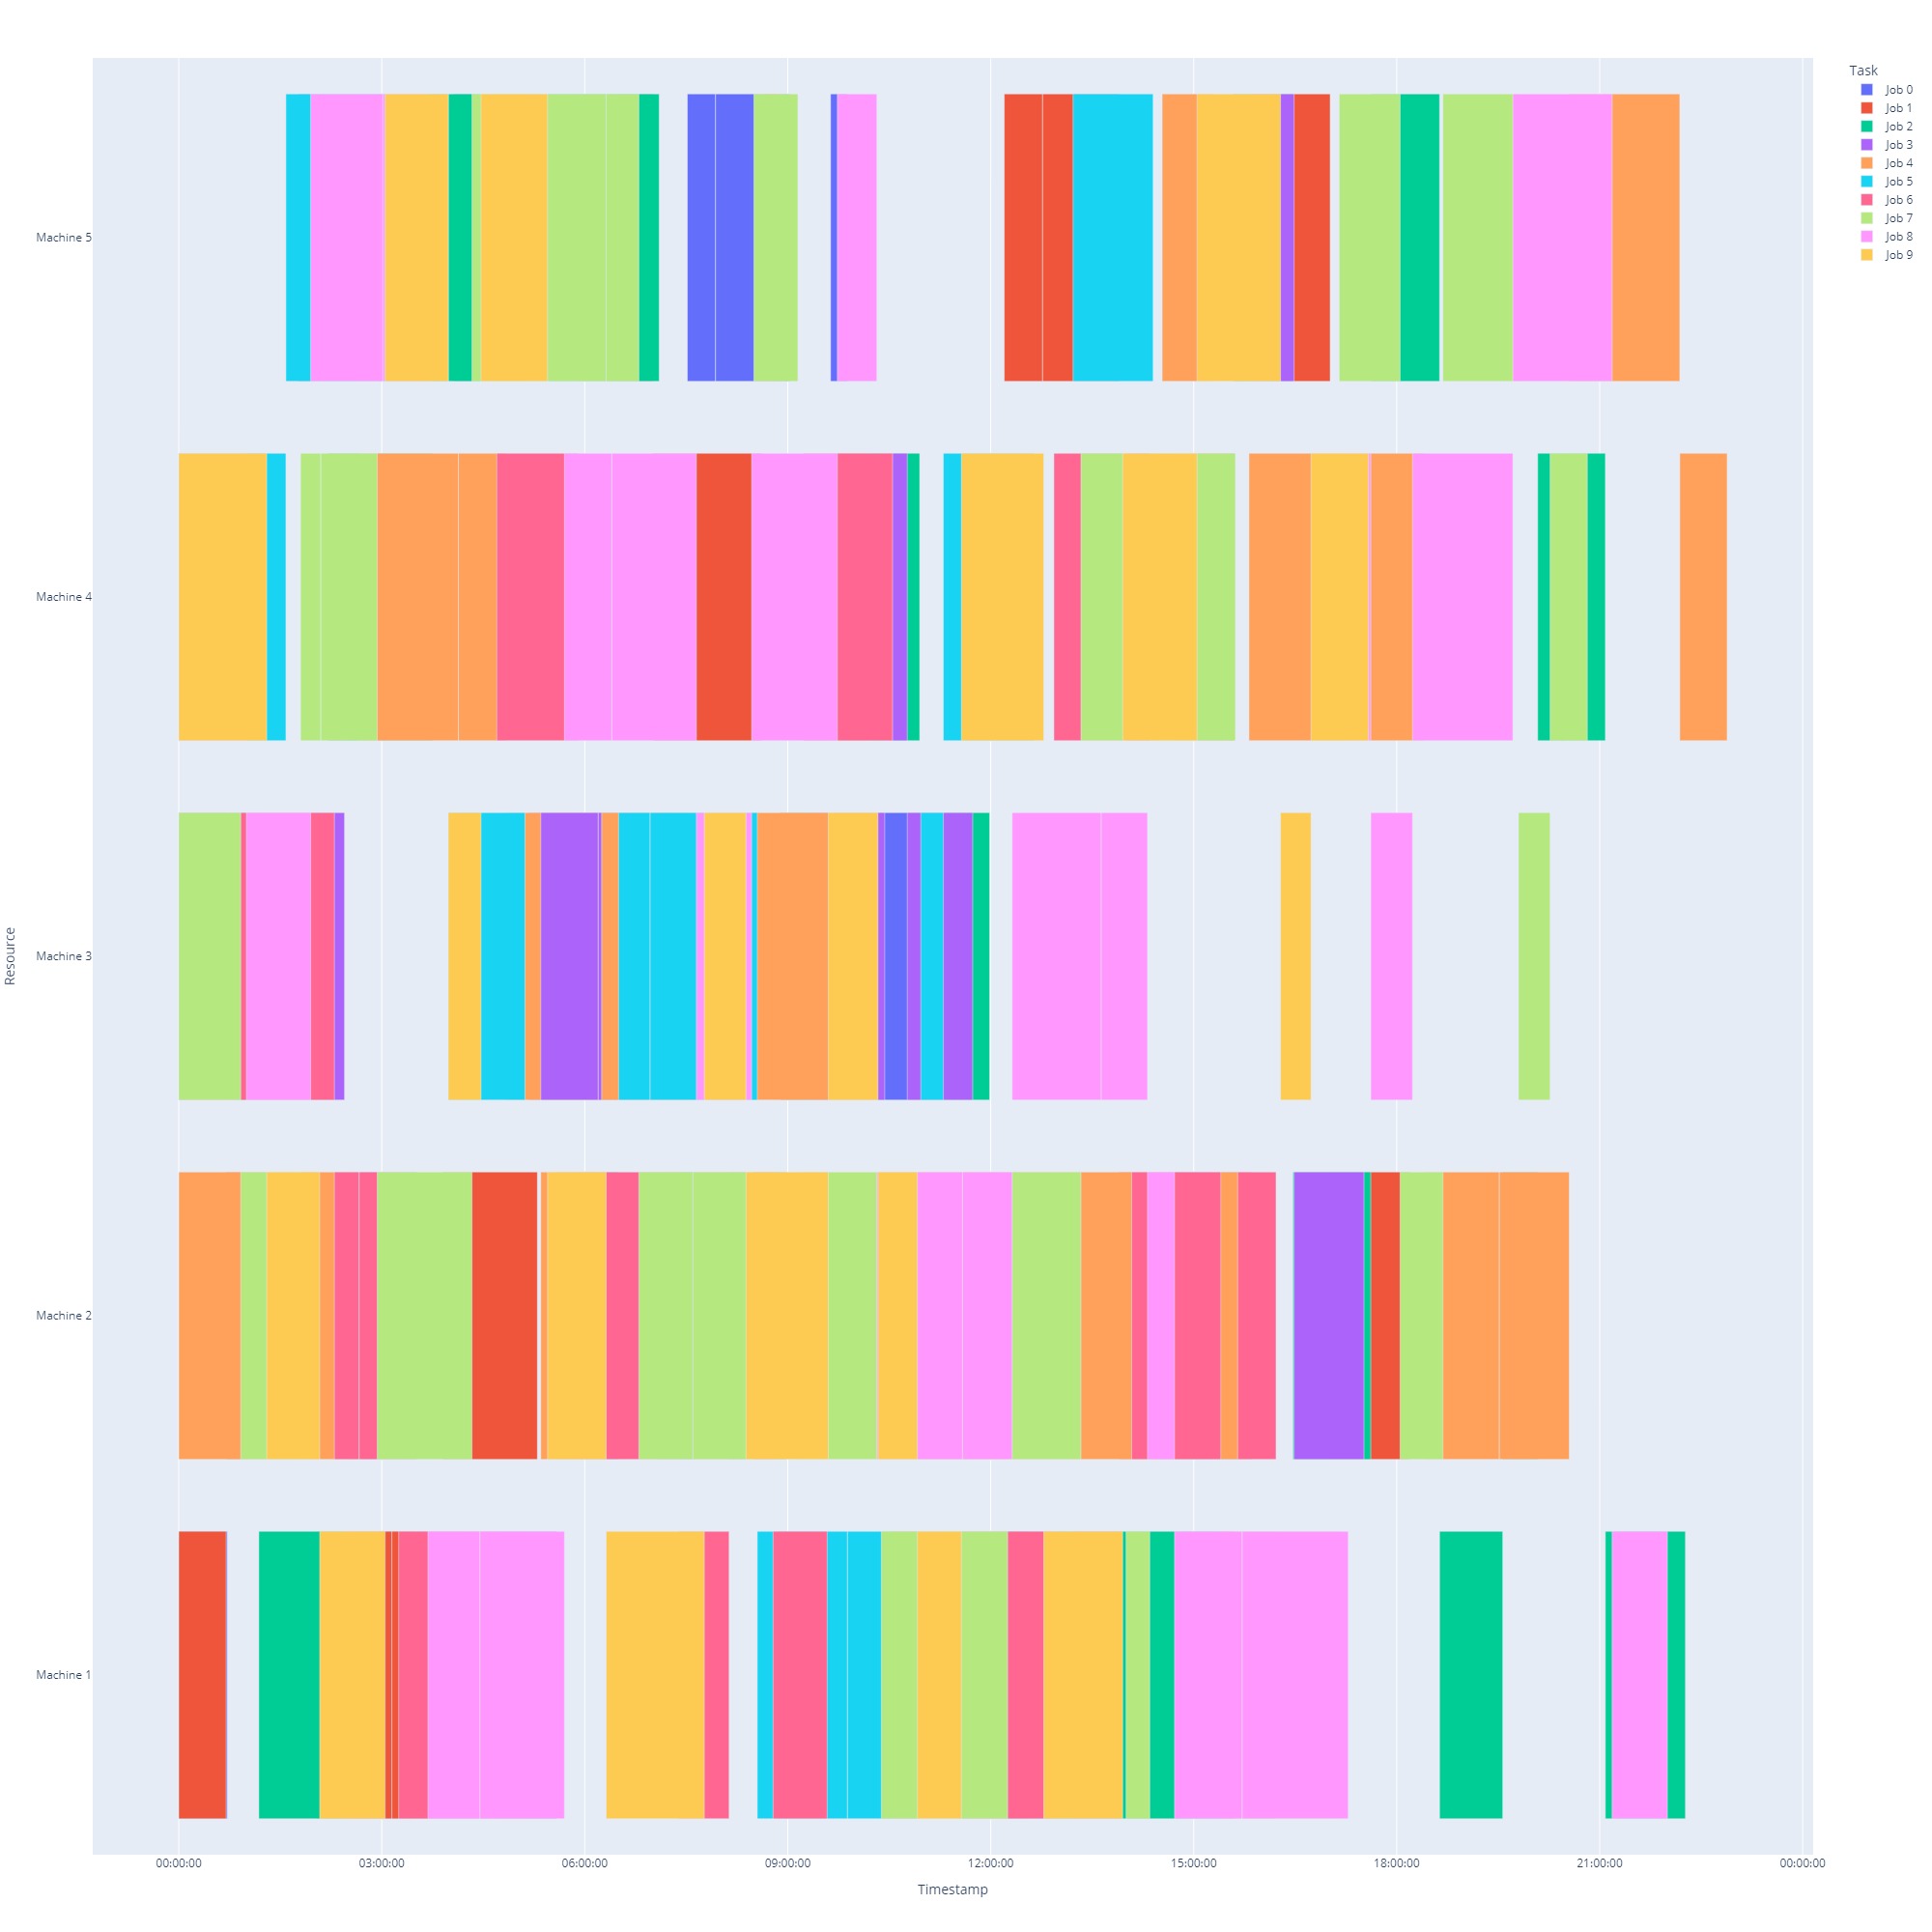 Task
Job 0
Job 1
Job 2
Job 3
Job 4
Job 5
Job 6
Job 7
Job 8
Job 9
Resource
Machine 5
Machine 4
Machine 3
Machine 2
Machine 1
00:00:00 03:00:00 06:00:00 09:00:00 12:00:00 15:00:00 18:00:00 21:00:00 00:00:00
Timestamp